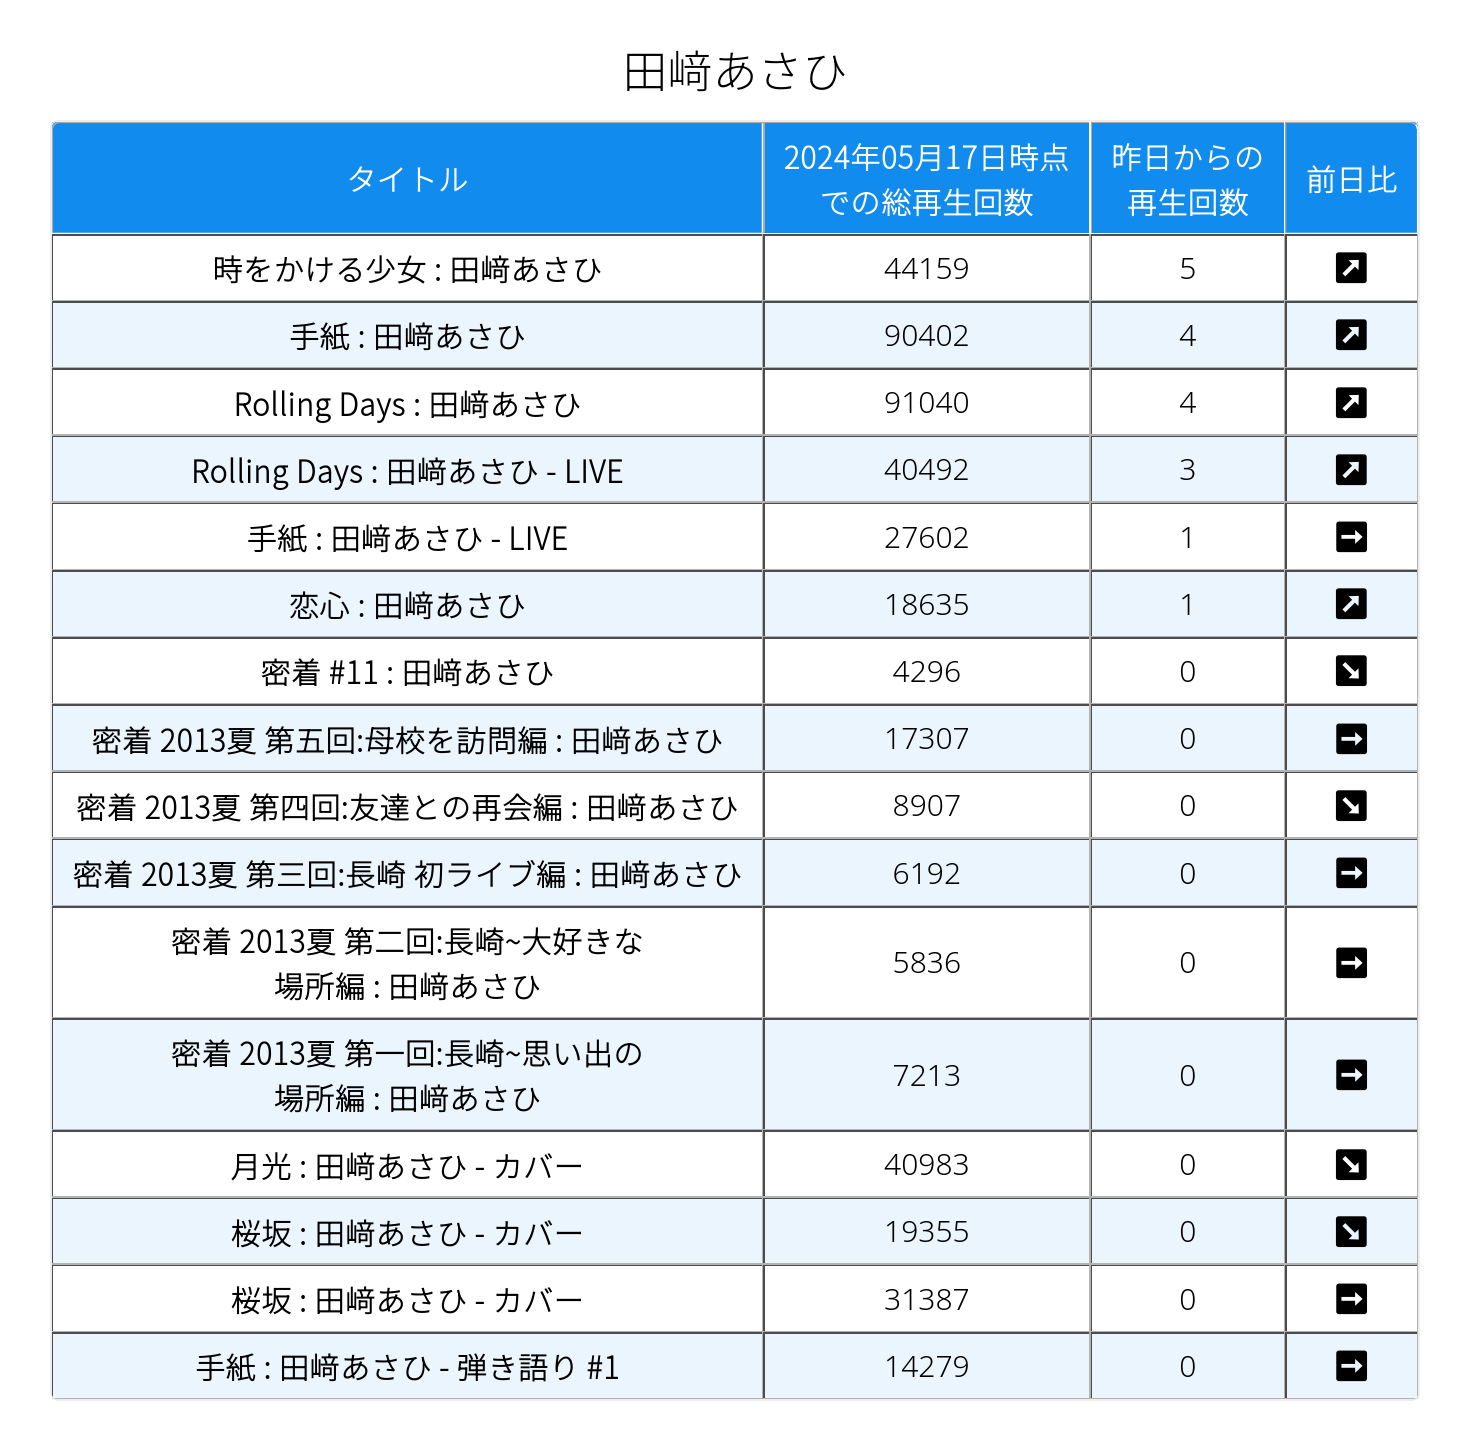 田﨑あさひ
タイトル
2024年05月17日時点
での総再生回数
昨日からの
再生回数
前日比
時をかける少女 : 田﨑あさひ 44159 5
手紙 : 田﨑あさひ 90402 4
Rolling Days : 田﨑あさひ 91040 4
Rolling Days : 田﨑あさひ - LIVE 40492 3
手紙 : 田﨑あさひ - LIVE 27602 1
恋心 : 田﨑あさひ 18635 1
密着 #11 : 田﨑あさひ 4296 0
密着 2013夏 第五回:母校を訪問編 : 田﨑あさひ 17307 0
密着 2013夏 第四回:友達との再会編 : 田﨑あさひ 8907 0
密着 2013夏 第三回:長崎 初ライブ編 : 田﨑あさひ 6192 0
密着 2013夏 第二回:長崎~大好きな
場所編 : 田﨑あさひ
5836 0
密着 2013夏 第一回:長崎~思い出の
場所編 : 田﨑あさひ
7213 0
月光 : 田﨑あさひ - カバー 40983 0
桜坂 : 田﨑あさひ - カバー 19355 0
桜坂 : 田﨑あさひ - カバー 31387 0
手紙 : 田﨑あさひ - 弾き語り #1 14279 0